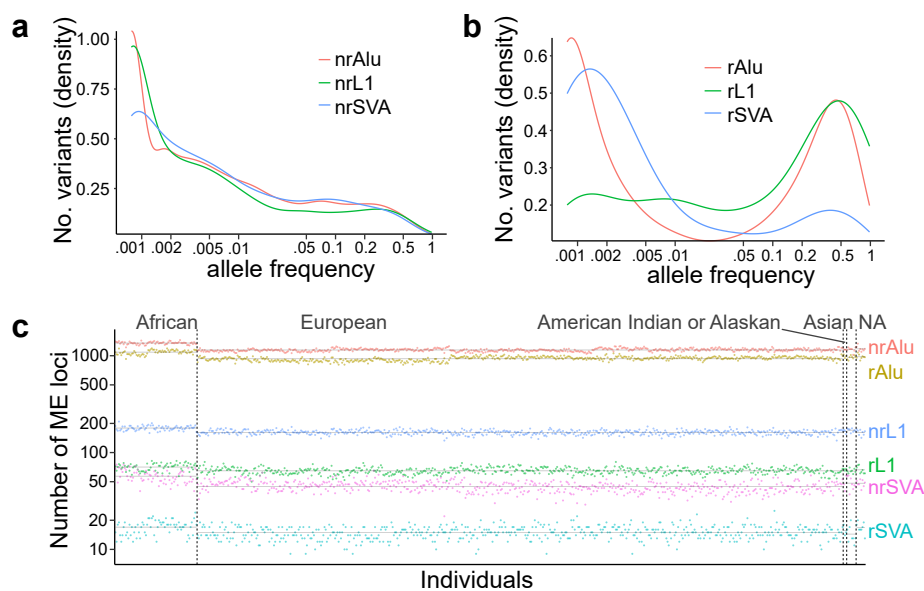 a
No. variants (density)
1.00
0.75
0.50
0.25
nrAlu
nrL1
nrSVA
.001 .002 .005 .01 .05 0.1 0.2 0.5 1
allele frequency
b
No. variants (density)
0.6
0.5
0.4
0.3
0.2
rAlu
rL1
rSVA
.001 .002 .005 .01 .05 0.1 0.2 0.5 1
allele frequency
c
African European American Indian or Alaskan Asian NA
Number of ME loci
1000
500
200
100
50
20
10
nrAlu
rAlu
nrL1
rL1
nrSVA
rSVA
Individuals